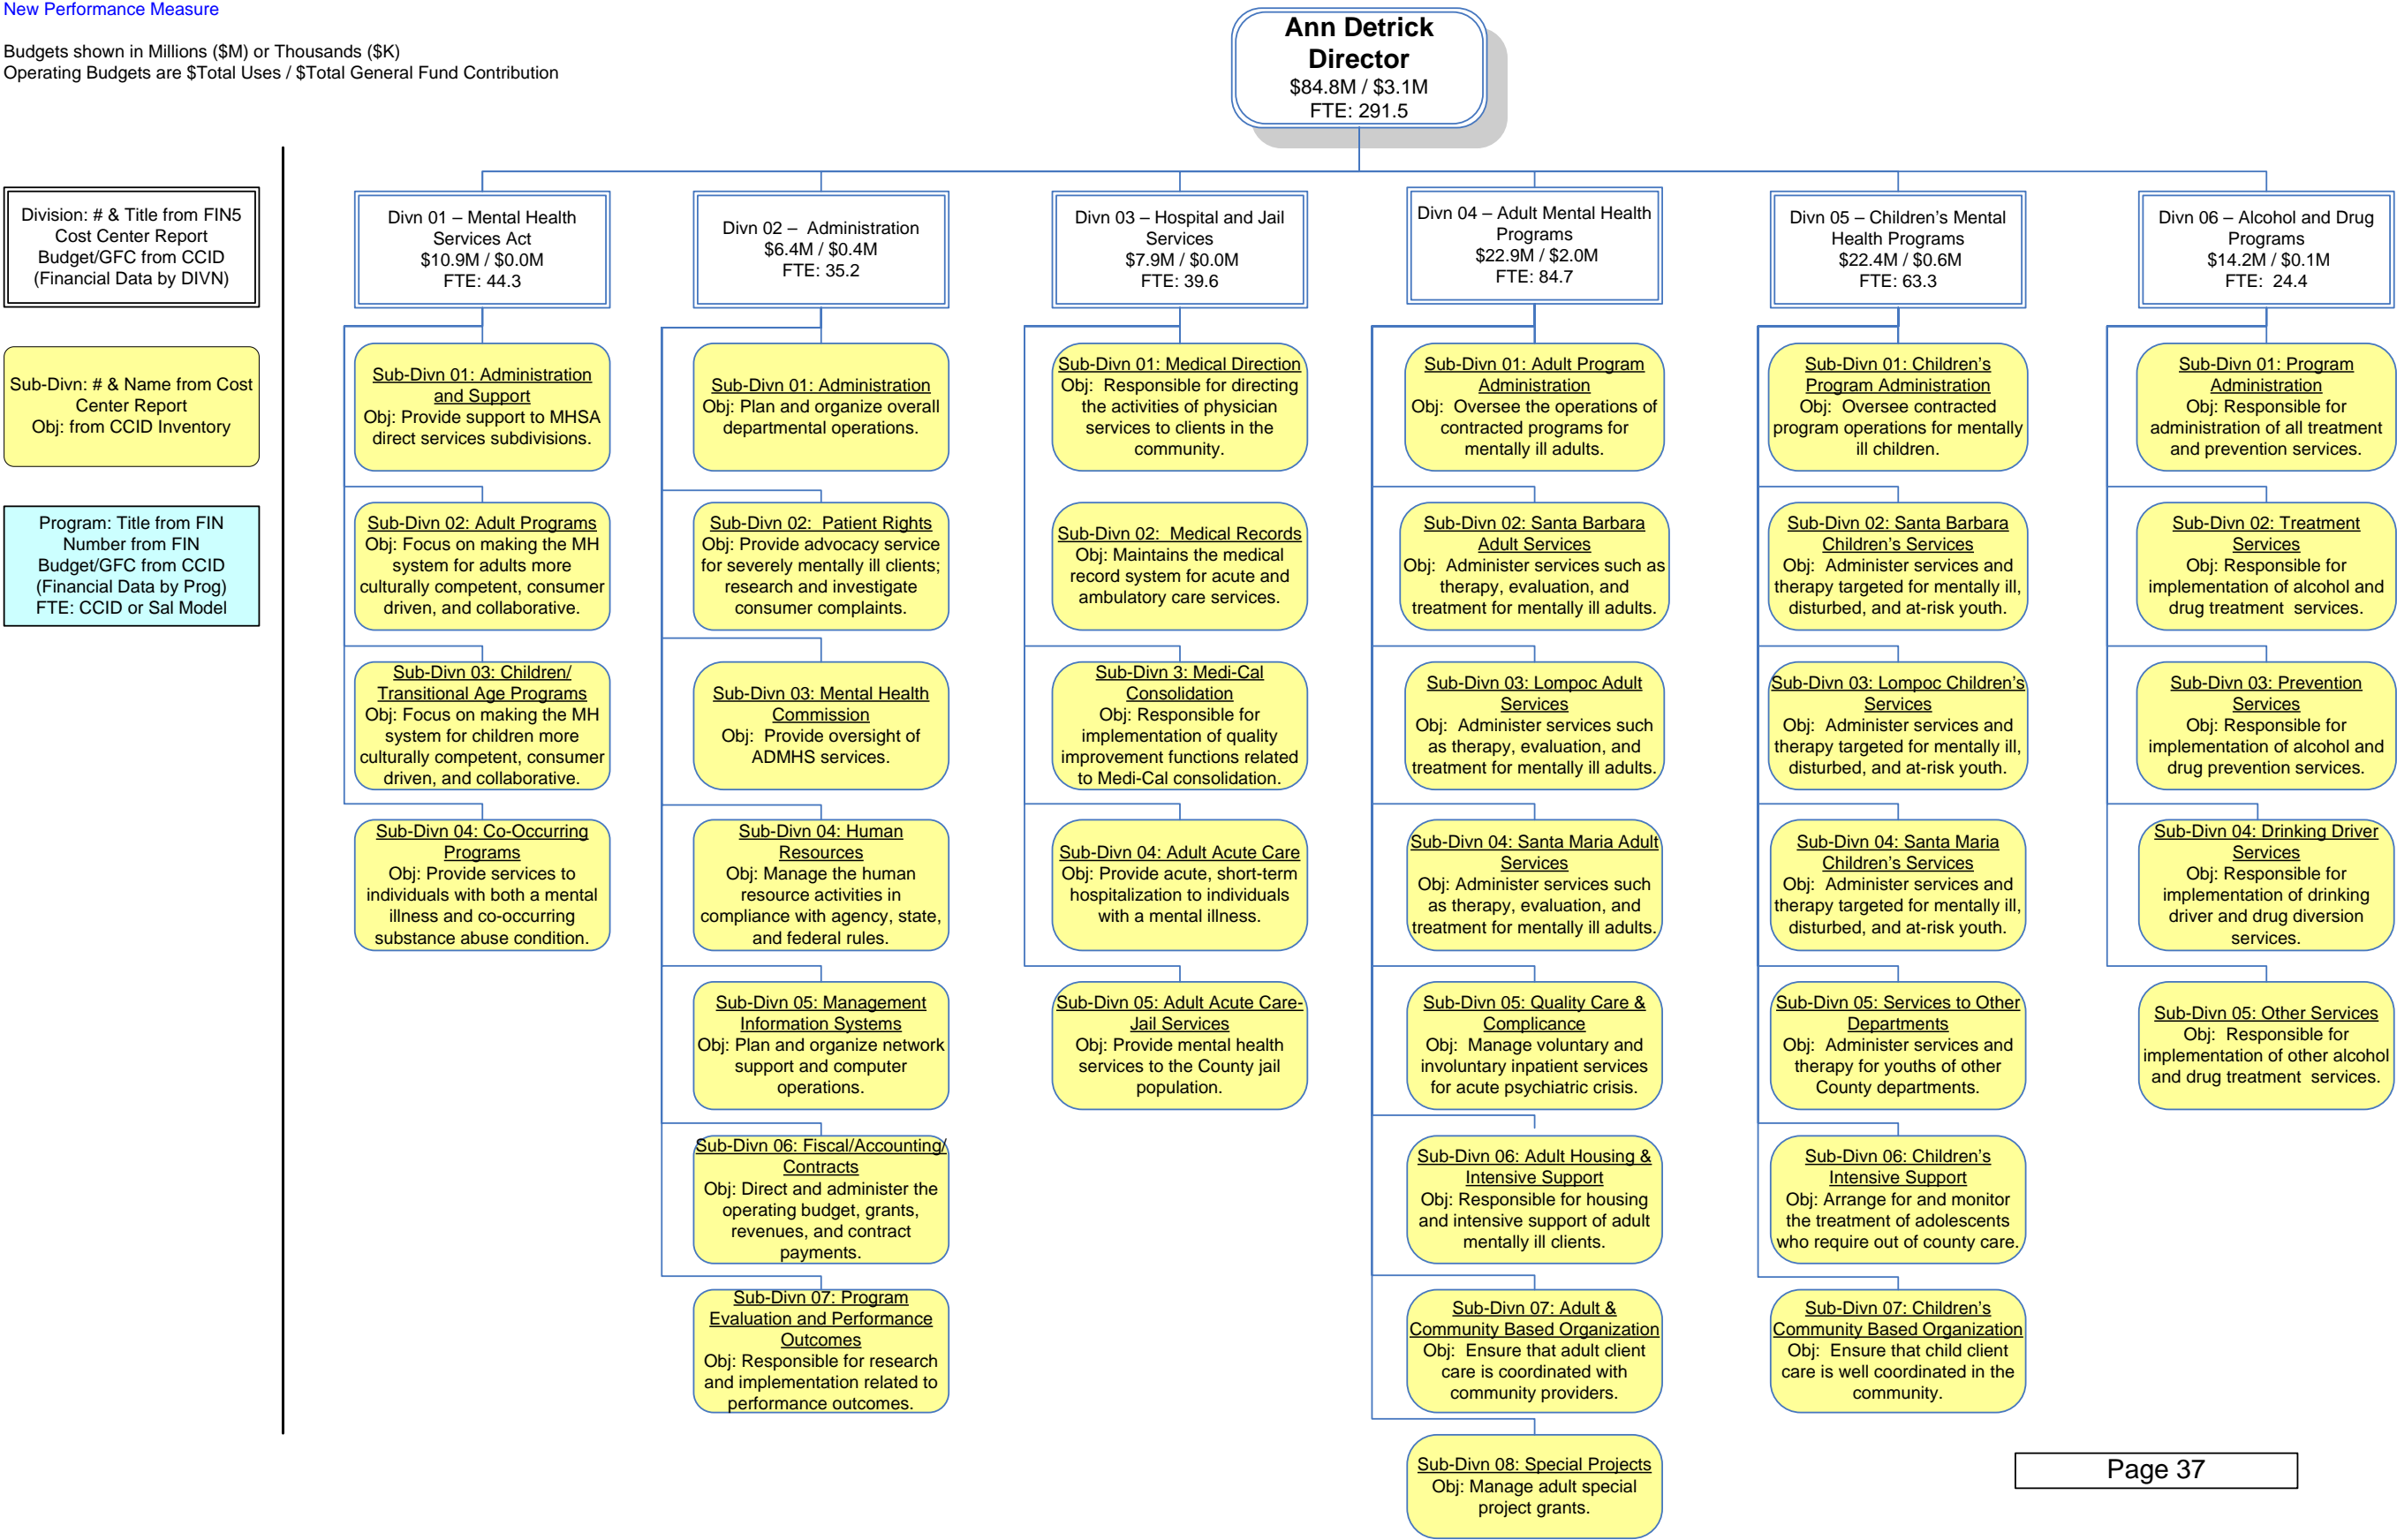 New Performance Measure
Budgets shown in Millions ($M) or Thousands ($K)
Operating Budgets are $Total Uses / $Total General Fund Contribution
Ann Detrick
Director
$84.8M / $3.1M
FTE: 291.5
Division: # & Title from FIN5
Cost Center Report
Budget/GFC from CCID
(Financial Data by DIVN)
Sub-Divn: # & Name from Cost
Center Report
Obj: from CCID Inventory
Program: Title from FIN
Number from FIN
Budget/GFC from CCID
(Financial Data by Prog)
FTE: CCID or Sal Model
Divn 01 – Mental Health
Services Act
$10.9M / $0.0M
FTE: 44.3
Sub-Divn 01: Administration
and Support
Obj: Provide support to MHSA
direct services subdivisions.
Sub-Divn 02: Adult Programs
Obj: Focus on making the MH
system for adults more
culturally competent, consumer
driven, and collaborative.
Sub-Divn 03: Children/
Transitional Age Programs
Obj: Focus on making the MH
system for children more
culturally competent, consumer
driven, and collaborative.
Sub-Divn 04: Co-Occurring
Programs
Obj: Provide services to
individuals with both a mental
illness and co-occurring
substance abuse condition.
Divn 02 – Administration
$6.4M / $0.4M
FTE: 35.2
Sub-Divn 01: Administration
Obj: Plan and organize overall
departmental operations.
Sub-Divn 02: Patient Rights
Obj: Provide advocacy service
for severely mentally ill clients;
research and investigate
consumer complaints.
Sub-Divn 03: Mental Health
Commission
Obj: Provide oversight of
ADMHS services.
Sub-Divn 04: Human
Resources
Obj: Manage the human
resource activities in
compliance with agency, state,
and federal rules.
Sub-Divn 05: Management
Information Systems
Obj: Plan and organize network
support and computer
operations.
Sub-Divn 06: Fiscal/Accounting/
Contracts
Obj: Direct and administer the
operating budget, grants,
revenues, and contract
payments.
Sub-Divn 07: Program
Evaluation and Performance
Outcomes
Obj: Responsible for research
and implementation related to
performance outcomes.
Divn 03 – Hospital and Jail
Services
$7.9M / $0.0M
FTE: 39.6
Sub-Divn 01: Medical Direction
Obj: Responsible for directing
the activities of physician
services to clients in the
community.
Sub-Divn 02: Medical Records
Obj: Maintains the medical
record system for acute and
ambulatory care services.
Sub-Divn 3: Medi-Cal
Consolidation
Obj: Responsible for
implementation of quality
improvement functions related
to Medi-Cal consolidation.
Sub-Divn 04: Adult Acute Care
Obj: Provide acute, short-term
hospitalization to individuals
with a mental illness.
Sub-Divn 05: Adult Acute Care-
Jail Services
Obj: Provide mental health
services to the County jail
population.
Divn 04 – Adult Mental Health
Programs
$22.9M / $2.0M
FTE: 84.7
Sub-Divn 01: Adult Program
Administration
Obj: Oversee the operations of
contracted programs for
mentally ill adults.
Sub-Divn 02: Santa Barbara
Adult Services
Obj: Administer services such as
therapy, evaluation, and
treatment for mentally ill adults.
Sub-Divn 03: Lompoc Adult
Services
Obj: Administer services such
as therapy, evaluation, and
treatment for mentally ill adults.
Sub-Divn 04: Santa Maria Adult
Services
Obj: Administer services such
as therapy, evaluation, and
treatment for mentally ill adults.
Sub-Divn 05: Quality Care &
Complicance
Obj: Manage voluntary and
involuntary inpatient services
for acute psychiatric crisis.
Sub-Divn 06: Adult Housing &
Intensive Support
Obj: Responsible for housing
and intensive support of adult
mentally ill clients.
Sub-Divn 07: Adult &
Community Based Organization
Obj: Ensure that adult client
care is coordinated with
community providers.
Sub-Divn 08: Special Projects
Obj: Manage adult special
project grants.
Divn 05 – Children’s Mental
Health Programs
$22.4M / $0.6M
FTE: 63.3
Sub-Divn 01: Children’s
Program Administration
Obj: Oversee contracted
program operations for mentally
ill children.
Sub-Divn 02: Santa Barbara
Children’s Services
Obj: Administer services and
therapy targeted for mentally ill,
disturbed, and at-risk youth.
Sub-Divn 03: Lompoc Children’s
Services
Obj: Administer services and
therapy targeted for mentally ill,
disturbed, and at-risk youth.
Sub-Divn 04: Santa Maria
Children’s Services
Obj: Administer services and
therapy targeted for mentally ill,
disturbed, and at-risk youth.
Sub-Divn 05: Services to Other
Departments
Obj: Administer services and
therapy for youths of other
County departments.
Sub-Divn 06: Children’s
Intensive Support
Obj: Arrange for and monitor
the treatment of adolescents
who require out of county care.
Sub-Divn 07: Children’s
Community Based Organization
Obj: Ensure that child client
care is well coordinated in the
community.
Divn 06 – Alcohol and Drug
Programs
$14.2M / $0.1M
FTE: 24.4
Sub-Divn 01: Program
Administration
Obj: Responsible for
administration of all treatment
and prevention services.
Sub-Divn 02: Treatment
Services
Obj: Responsible for
implementation of alcohol and
drug treatment services.
Sub-Divn 03: Prevention
Services
Obj: Responsible for
implementation of alcohol and
drug prevention services.
Sub-Divn 04: Drinking Driver
Services
Obj: Responsible for
implementation of drinking
driver and drug diversion
services.
Sub-Divn 05: Other Services
Obj: Responsible for
implementation of other alcohol
and drug treatment services.
Page 37